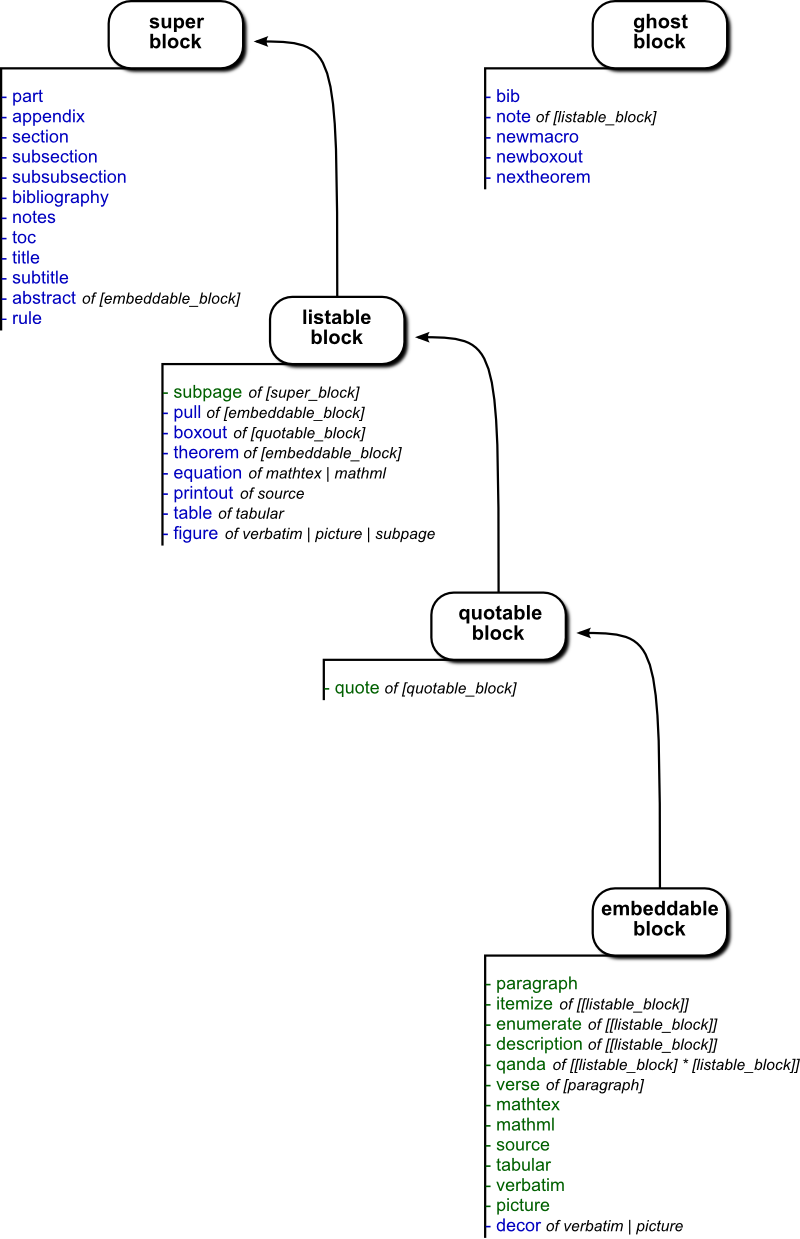 super
block
- part
- appendix
- section
- subsection
- subsubsection
- bibliography
- notes
- toc
- title
- subtitle
- abstract of [embeddable_block]
- rule
ghost
block
- bib
- note of [listable_block]
- newmacro
- newboxout
- nextheorem
listable
block
- subpage of [super_block]
- pull of [embeddable_block]
- boxout of [quotable_block]
- theorem of [embeddable_block]
- equation of mathtex | mathml
- printout of source
- table of tabular
- figure of verbatim | picture | subpage
quotable
block
- quote of [quotable_block]
embeddable
block
- paragraph
- itemize of [[listable_block]]
- enumerate of [[listable_block]]
- description of [[listable_block]]
- qanda of [[listable_block] * [listable_block]]
- verse of [paragraph]
- mathtex
- mathml
- source
- tabular
- verbatim
- picture
- decor of verbatim | picture